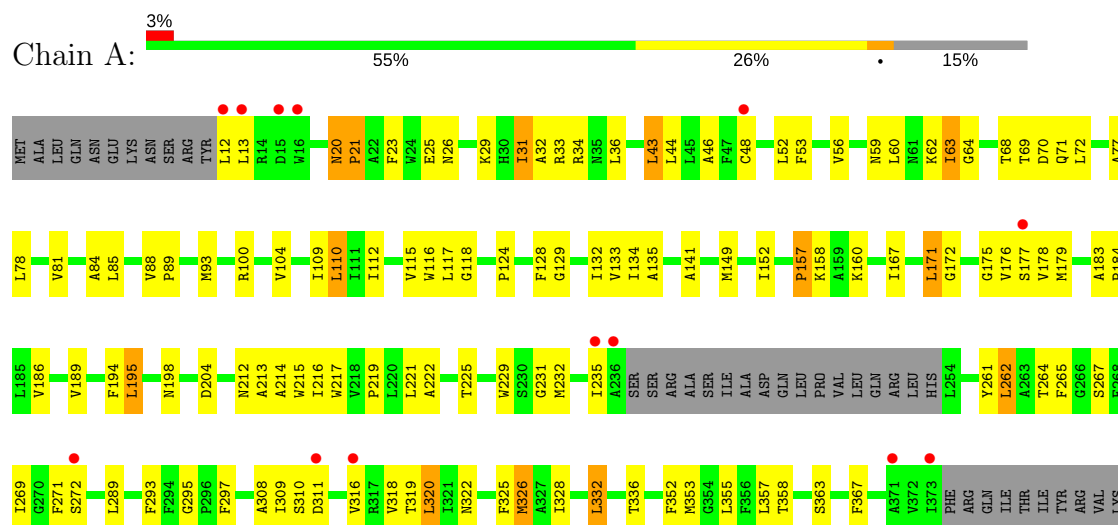 3%
Chain A:
55% 26% • 15%
MET ALA LEU GLN ASN GLU LYS ASN SER ARG TYR L12 L13 R14 D15 W16 N20 P21 A22 F23 W24 E25 N26 K29 H30 I31 A32 R33 R34 N35 L36 L43 L44 L45 A46 F47 C48 L52 F53 V56 N59 L60 N61 K62 I63 G64 T68 T69 D70 Q71 L72 A77
L78 V81 A84 L85 V88 P89 M93 R100 V104 I109 L110 I111 I112 V115 W116 L117 G118 P124 F128 G129 I132 V133 I134 A135 A141 M149 I152 P157 K158 A159 K160 I167 L171 G172 G175 V176 S177 V178 M179 A183
L185 V186 V189 F194 L195 N198 D204 N212 A213 A214 W215 I216 W217 V218 P219 L220 L221 A222 T225 W229 S230 G231 M232 I235 A236 SER SER ARG ALA SER ILE ALA ASP GLN LEU PRO VAL LEU GLN ARG LEU HIS L254 Y261 L262 A263 T264 F265 G266 S267
I269 G270 F271 S272 L289 F293 F294 G295 P296 F297 A308 I309 S310 D311 V316 R317 V318 T319 L320 I321 N322 F325 M326 A327 I328 L332 T336 F352 M353 G354 L355 F356 L357 T358 S363 F367 A371 V372 I373 PHE ARG GLN ILE THR ILE TYR ARG VAL